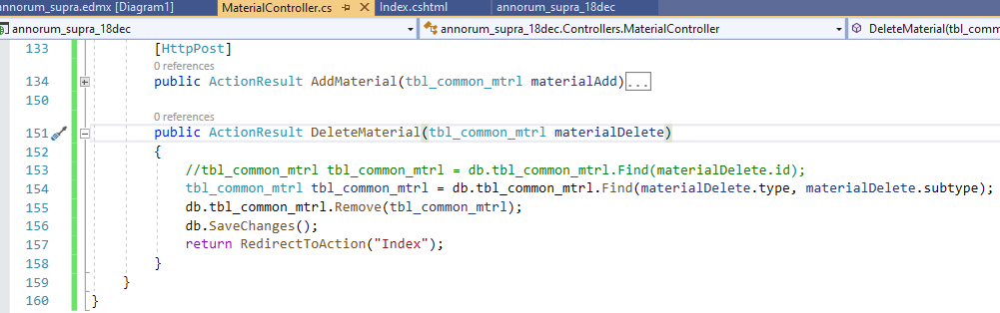 annorum_supra.edmx [Diagram1] MaterialController.cs Index.cshtml annorum_supra_18dec
annorum_supra_18dec annorum_supra_18dec.Controllers.MaterialController DeleteMaterial(tbl_comm
133 [HttpPost]
0 references
134 public ActionResult AddMaterial(tbl_common_mtrl materialAdd)...
150
0 references
151 public ActionResult DeleteMaterial(tbl_common_mtrl materialDelete)
152 {
153 //tbl_common_mtrl tbl_common_mtrl = db.tbl_common_mtrl.Find(materialDelete.id);
154 tbl_common_mtrl tbl_common_mtrl = db.tbl_common_mtrl.Find(materialDelete.type, materialDelete.subtype);
155 db.tbl_common_mtrl.Remove(tbl_common_mtrl);
156 db.SaveChanges();
157 return RedirectToAction("Index");
158 }
159 }
160 }